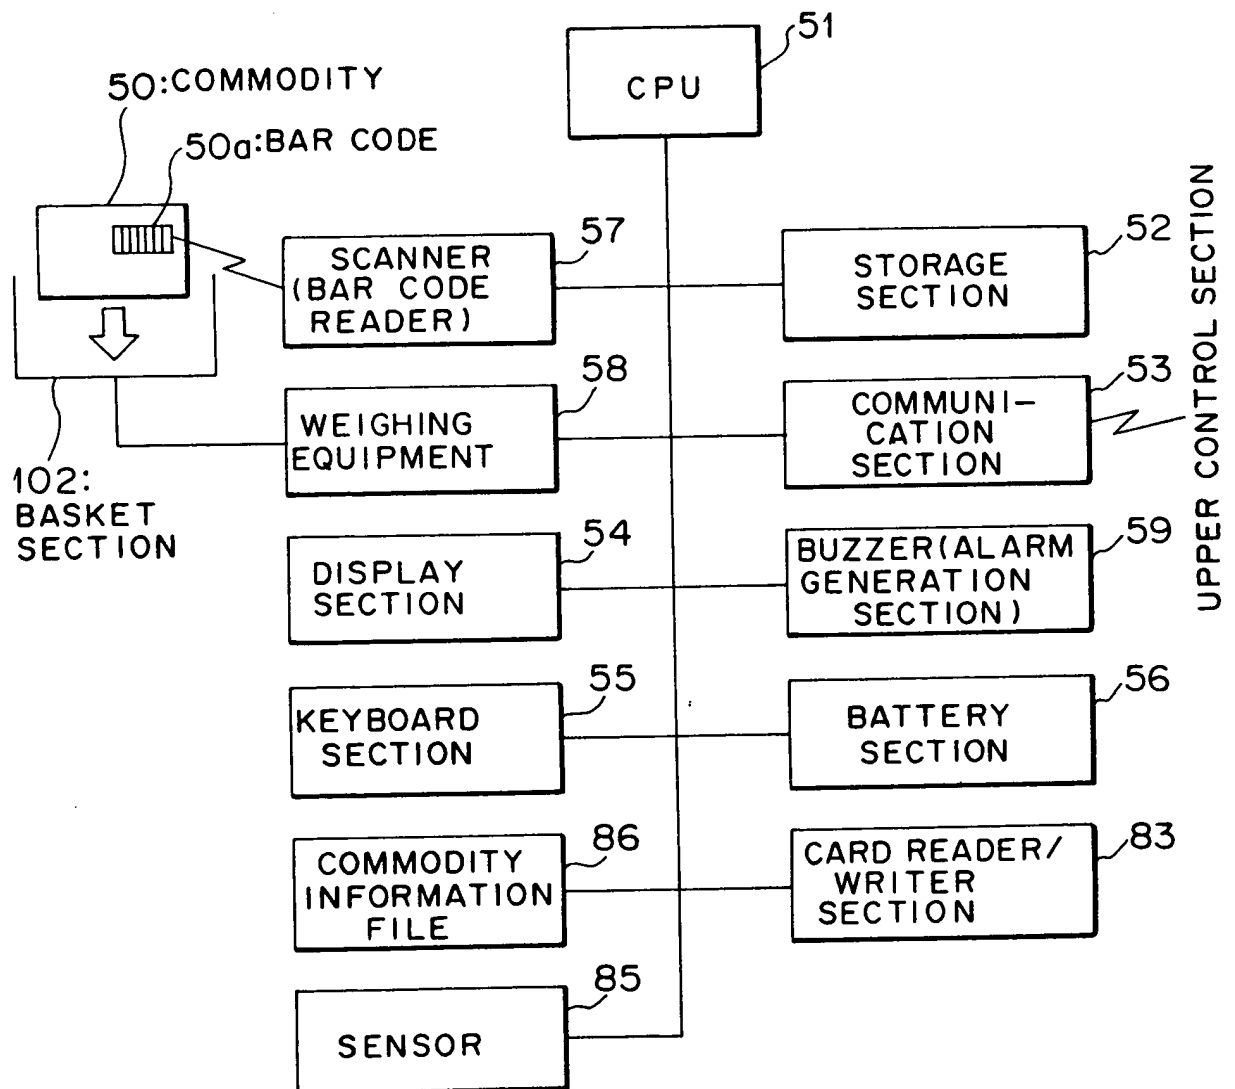 51
CPU
50:COMMODITY
50a:BAR CODE
57
SCANNER
(BAR CODE
READER)
52
STORAGE
SECTION
58
WEIGHING
EQUIPMENT
53
COMMUNI-
CATION
SECTION
UPPER CONTROL SECTION
102:
BASKET
SECTION
54
DISPLAY
SECTION
59
BUZZER(ALARM
GENERATION
SECTION)
55
KEYBOARD
SECTION
56
BATTERY
SECTION
86
COMMODITY
INFORMATION
FILE
83
CARD READER/
WRITER
SECTION
85
SENSOR